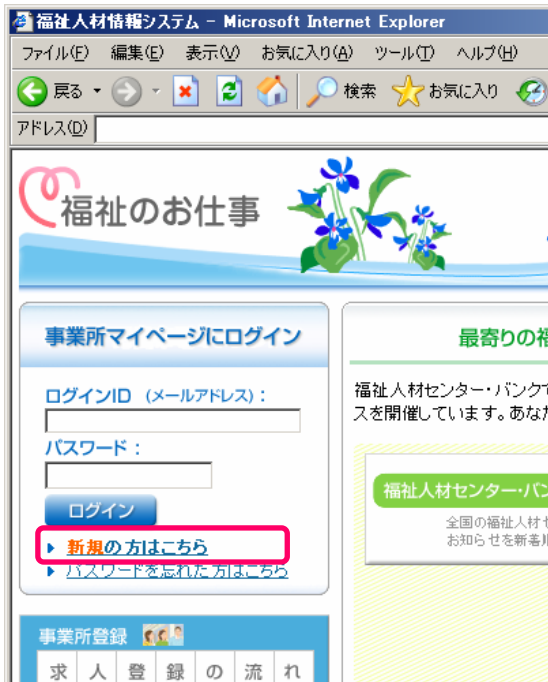 福祉人材情報システム - Microsoft Internet Explorer
ファイル(F) 編集(E) 表示(V) お気に入り(A) ツール(T) ヘルプ(H)
戻る 検索 お気に入り
アドレス(D)
福祉のお仕事
事業所マイページにログイン
ログインID (メールアドレス):
パスワード:
ログイン
新規の方はこちら
パスワードを忘れた方はこちら
事業所登録
求人登録の流れ
最寄りの福
福祉人材センター・バンクで
スを開催しています。あなた
福祉人材センター・バン
全国の福祉人材セ
お知らせを新着順